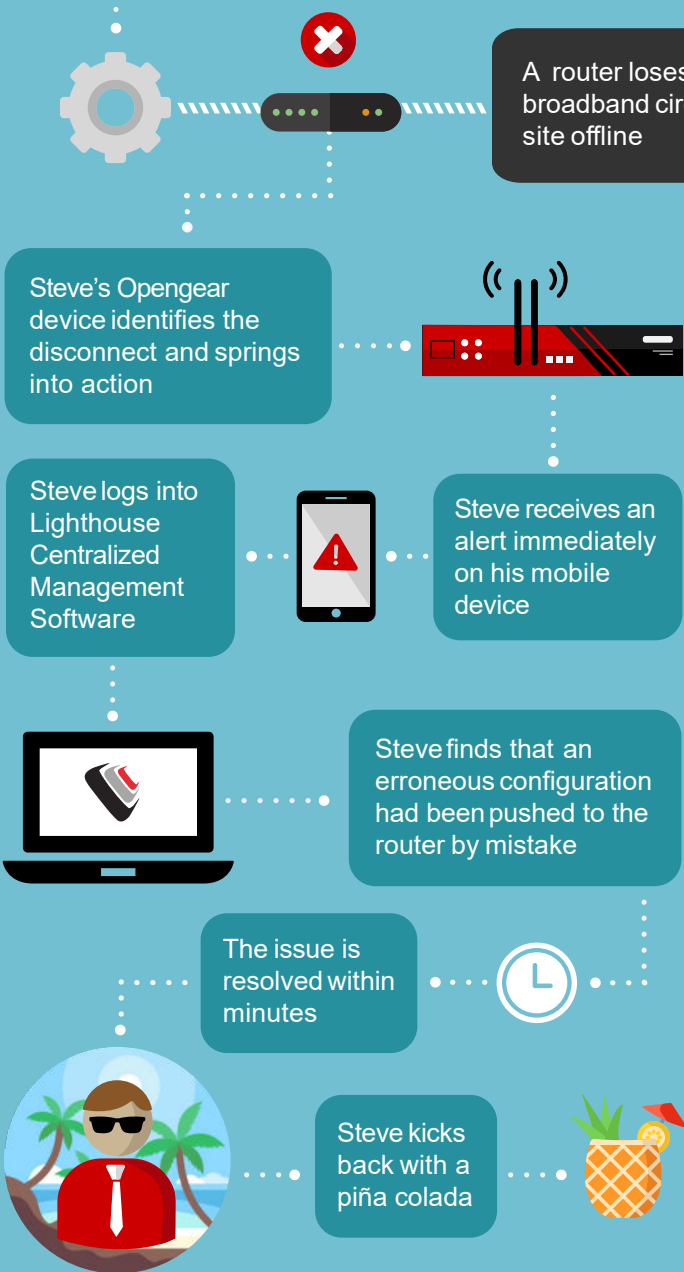 A router loses
broadband
site offline
Steve's Opengear
device identifies the
disconnect and springs
into action
Steve receives an
alert immediately
on his mobile
device
Steve logs into
Lighthouse
Centralized
Management
Software
Steve finds that an
erroneous configuration
had been pushed to the
router by mistake
The issue is
resolved within
minutes
Steve kicks
back with a
piña colada